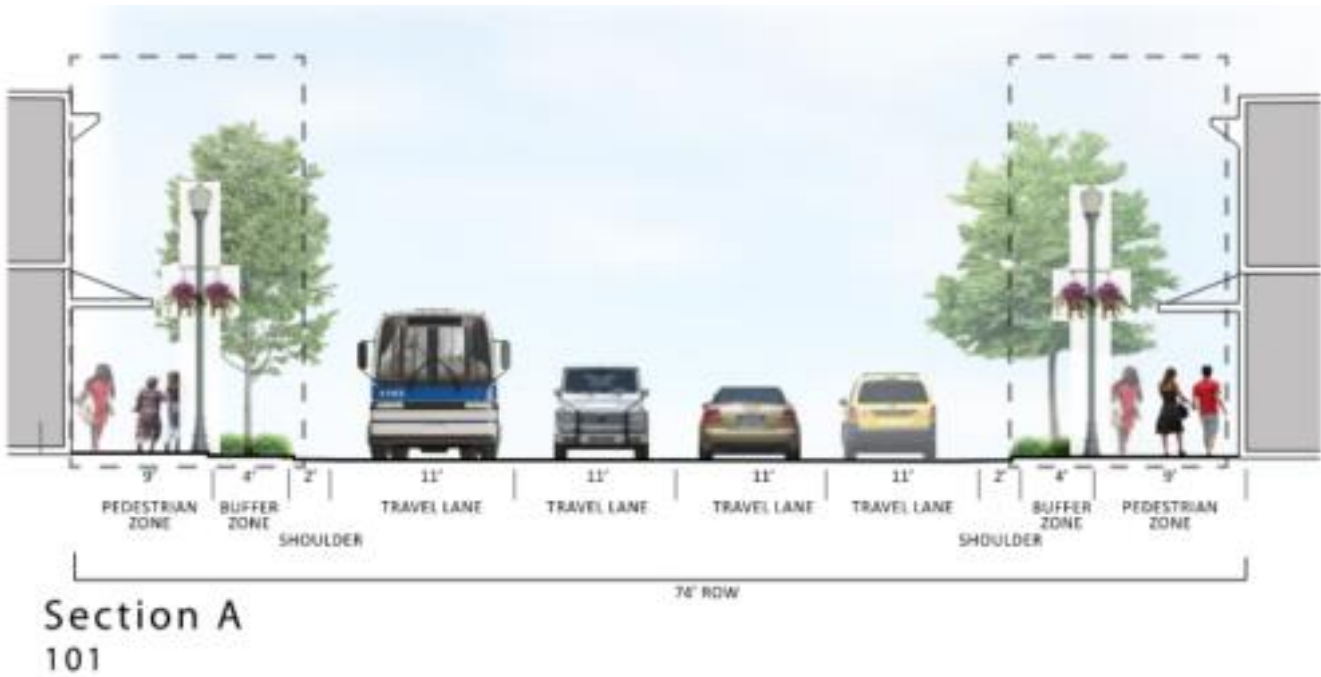 9' 4' 2' 11' 11' 11' 11' 2' 4' 9'
PEDESTRIAN ZONE
BUFFER ZONE
SHOULDER
TRAVEL LANE
TRAVEL LANE
TRAVEL LANE
TRAVEL LANE
SHOULDER
BUFFER ZONE
PEDESTRIAN ZONE
74' ROW
Section A
101